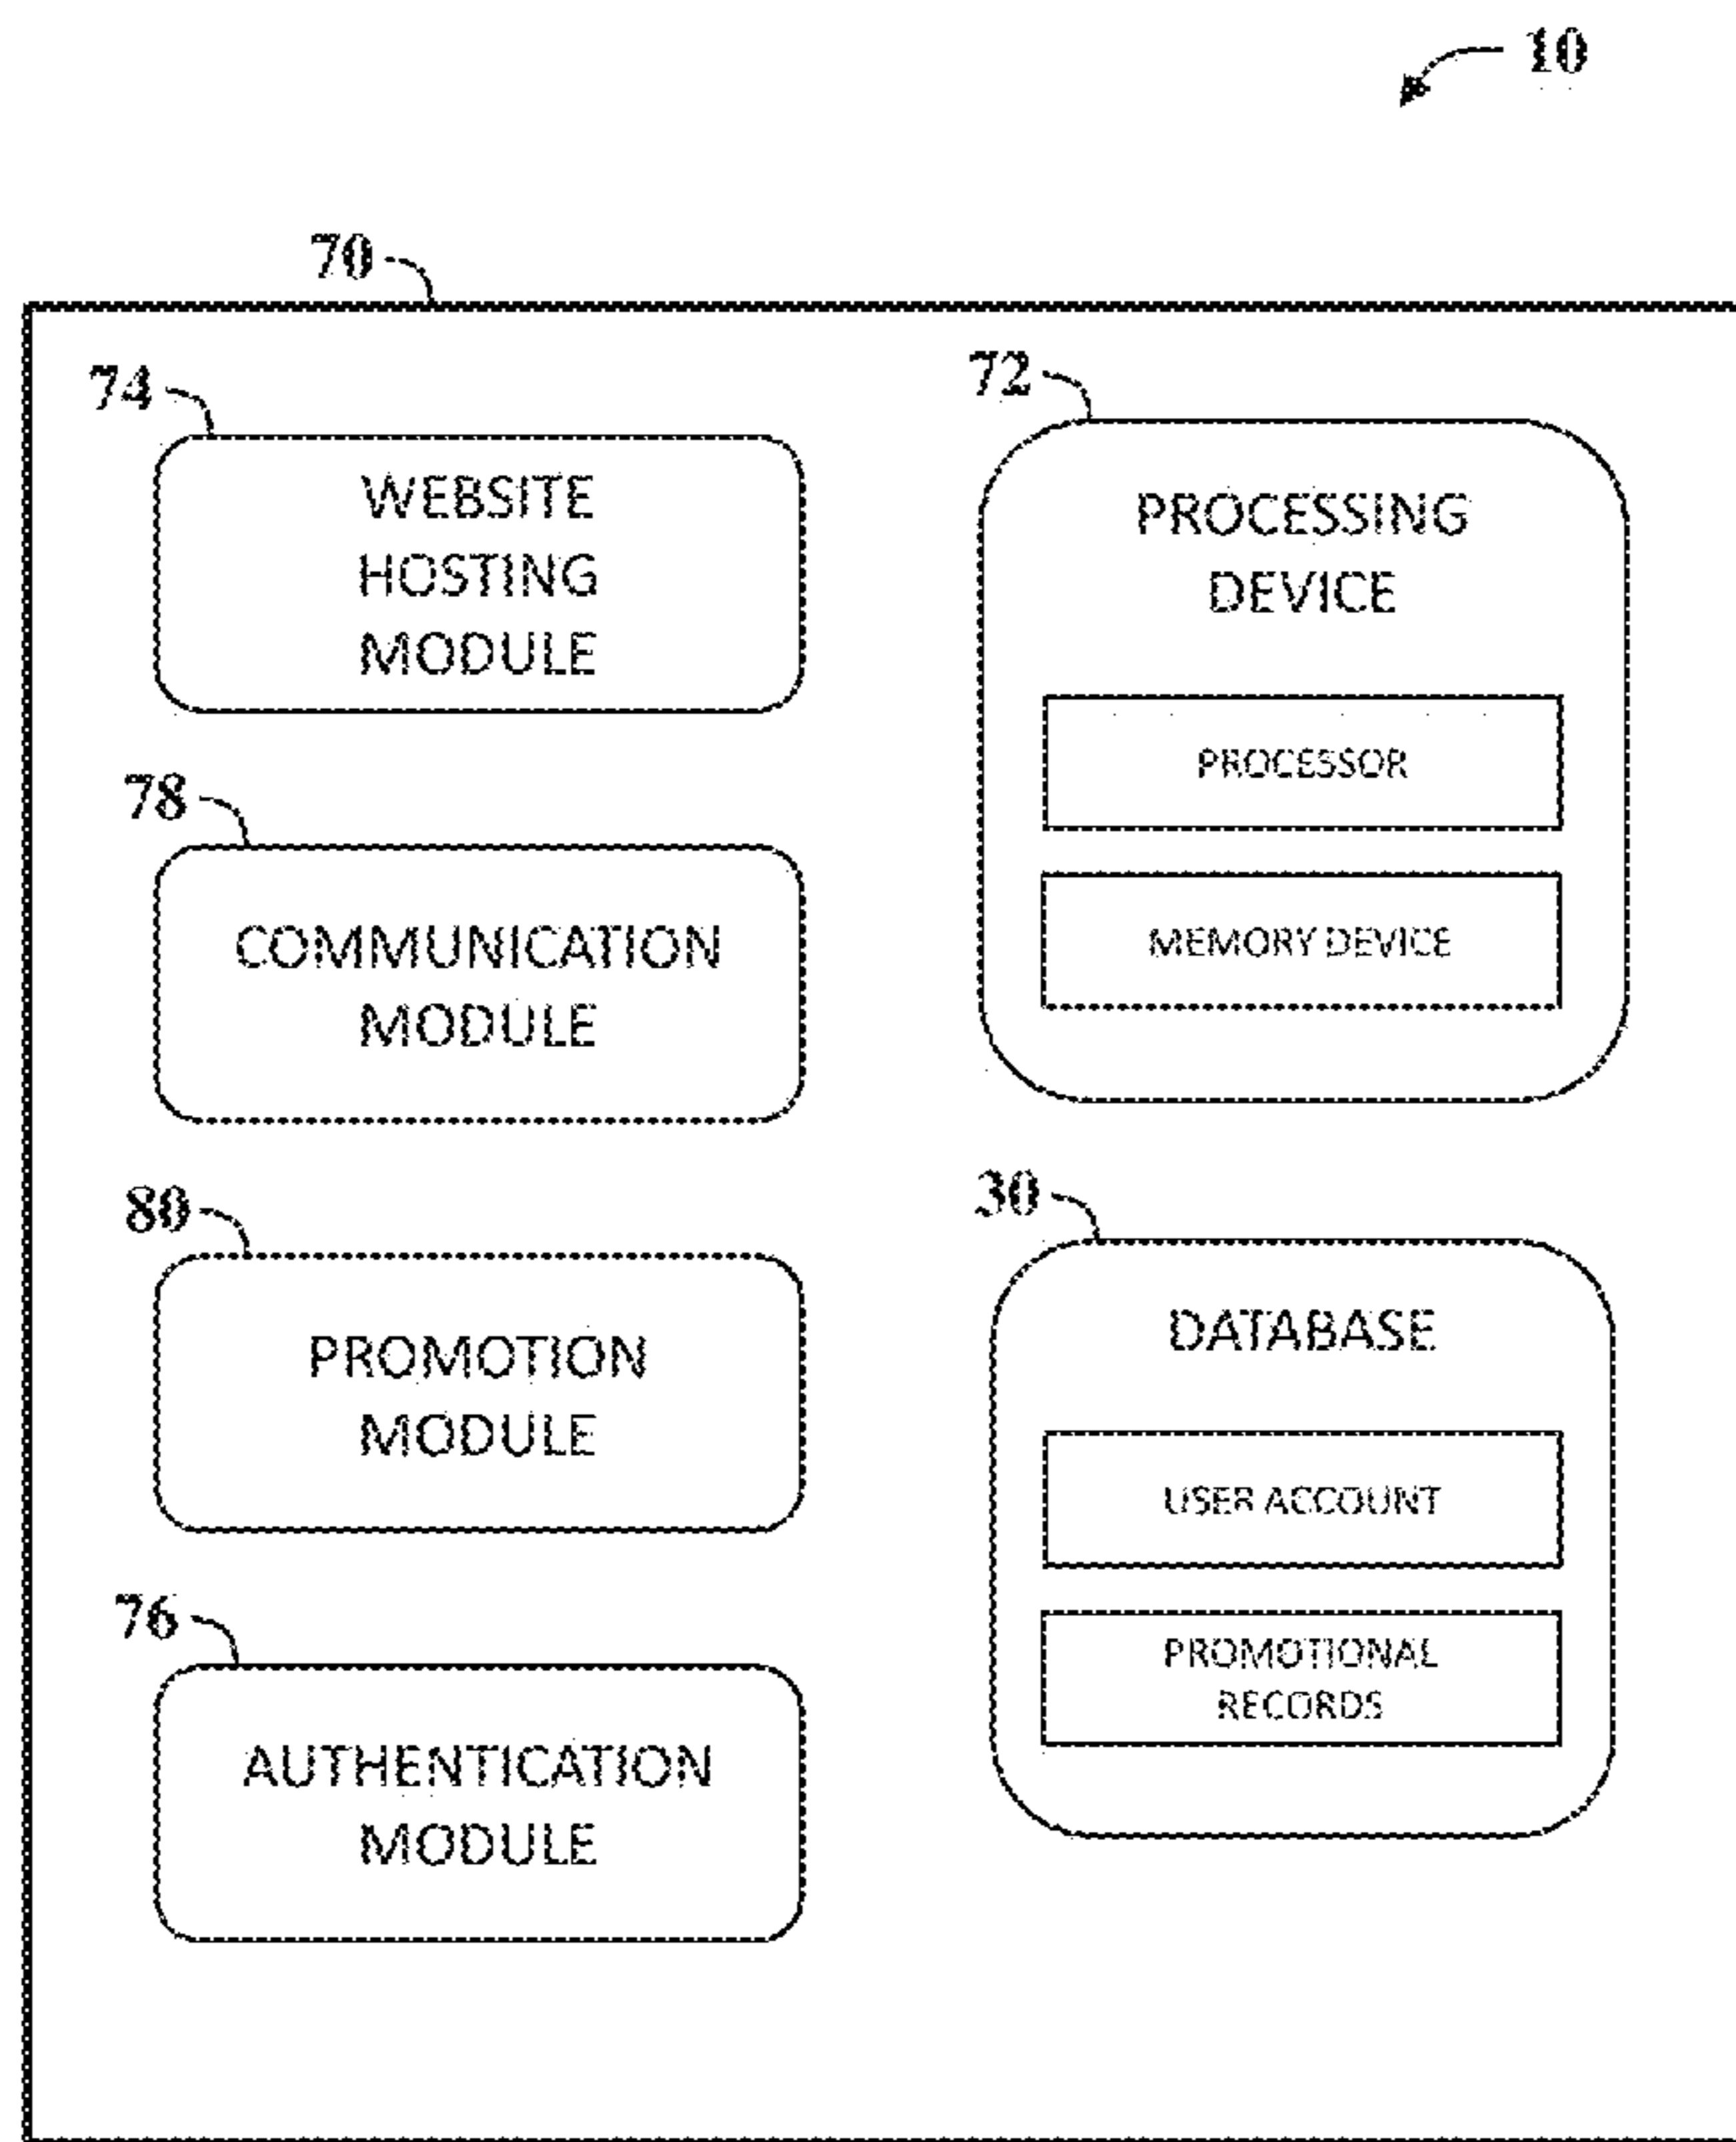 10
70
74
WEBSITE
HOSTING
MODULE
78
COMMUNICATION
MODULE
80
PROMOTION
MODULE
76
AUTHENTICATION
MODULE
72
PROCESSING
DEVICE
PROCESSOR
MEMORY DEVICE
30
DATABASE
USER ACCOUNT
PROMOTIONAL
RECORDS